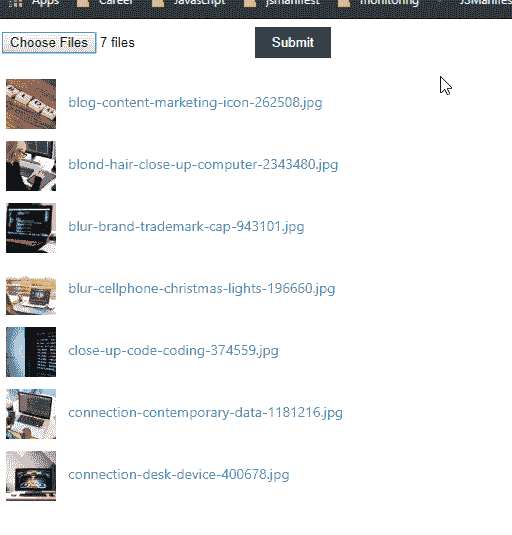 Apps Career Javascript jsmanifest monitoring JSManifest
Choose Files 7 files Submit
blog-content-marketing-icon-262508.jpg
blond-hair-close-up-computer-2343480.jpg
blur-brand-trademark-cap-943101.jpg
blur-cellphone-christmas-lights-196660.jpg
close-up-code-coding-374559.jpg
connection-contemporary-data-1181216.jpg
connection-desk-device-400678.jpg